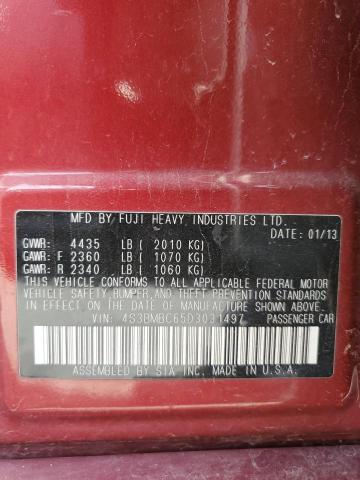 MFD BY FUJI HEAVY INDUSTRIES LTD.
DATE: 01/13
GVWR: 4435 LB ( 2010 KG)
GAWR: F 2360 LB ( 1070 KG)
GAWR: R 2340 LB ( 1060 KG)
THIS VEHICLE CONFORMS TO ALL APPLICABLE FEDERAL MOTOR
VEHICLE SAFETY, BUMPER, AND THEFT PREVENTION STANDARDS
IN EFFECT ON THE DATE OF MANUFACTURE SHOWN ABOVE.
VIN: 4S3BMBC65D3031497 PASSENGER CAR
ASSEMBLED BY SIA INC. MADE IN U.S.A.